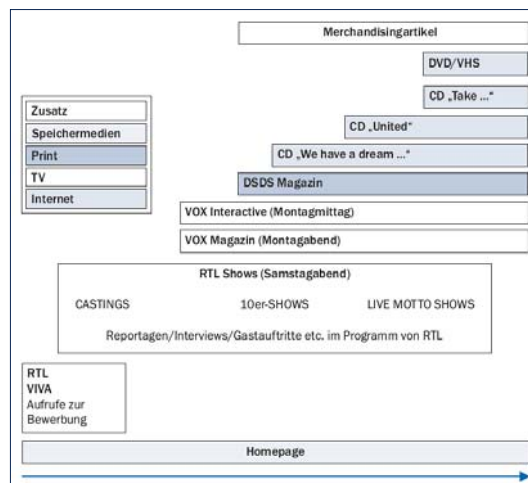 Merchandisingartikel
DVD/VHS
CD „Take ...“
CD „United“
CD „We have a dream ...“
DSDS Magazin
VOX Interactive (Montagmittag)
VOX Magazin (Montagabend)
Zusatz
Speichermedien
Print
TV
Internet
RTL Shows (Samstagabend)
CASTINGS 10er-SHOWS LIVE MOTTO SHOWS
Reportagen/Interviews/Gastauftritte etc. im Programm von RTL
RTL
VIVA
Aufrufe zur
Bewerbung
Homepage